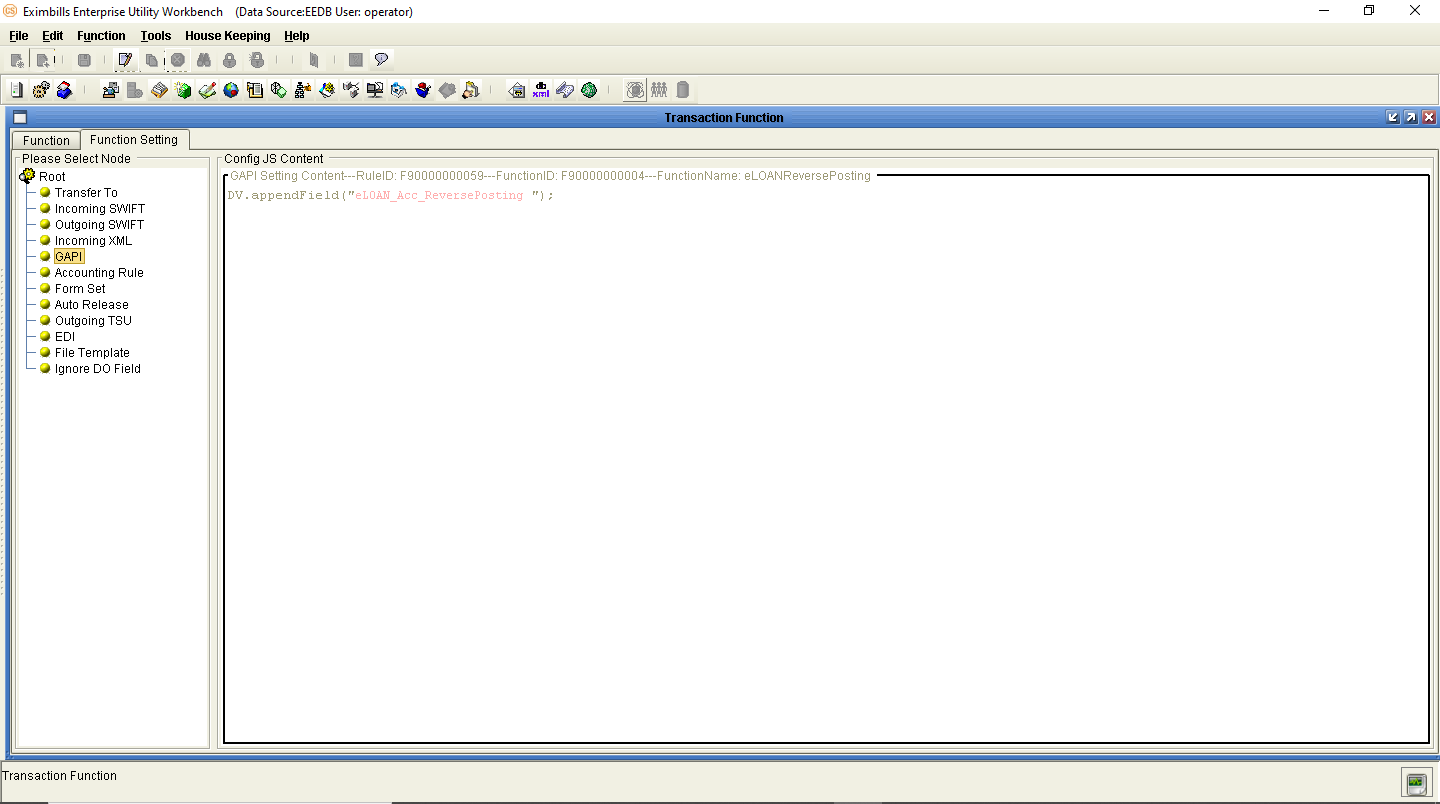 Eximbills Enterprise Utility Workbench (Data Source:EEDB User: operator)
File Edit Function Tools House Keeping Help
xml
Transaction Function
Function Function Setting
Please Select Node
Root
Transfer To
Incoming SWIFT
Outgoing SWIFT
Incoming XML
GAPI
Accounting Rule
Form Set
Auto Release
Outgoing TSU
EDI
File Template
Ignore DO Field
Config JS Content
GAPI Setting Content---RuleID: F90000000059---FunctionID: F90000000004---FunctionName: eLOANReversePosting
DV.appendField("eLOAN_Acc_ReversePosting ");
Transaction Function